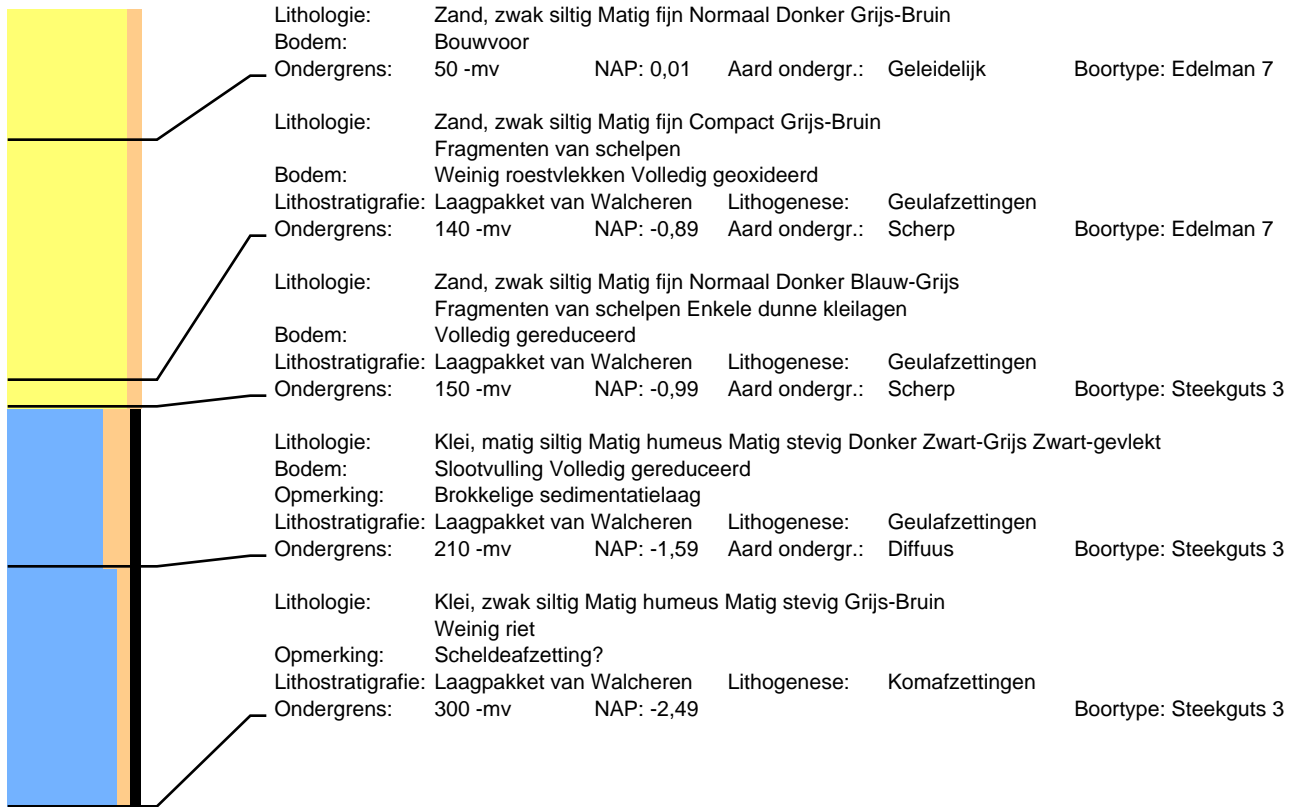 Lithologie: Zand, zwak siltig Matig fijn Normaal Donker Grijs-Bruin
Bodem: Bouwvoor
Ondergrens: 50 -mv NAP: 0,01 Aard ondergr.: Geleidelijk Boortype: Edelman 7
Lithologie: Zand, zwak siltig Matig fijn Compact Grijs-Bruin
Fragmenten van schelpen
Bodem: Weinig roestvlekken Volledig geoxideerd
Lithostratigrafie: Laagpakket van Walcheren Lithogenese: Geulafzettingen
Ondergrens: 140 -mv NAP: -0,89 Aard ondergr.: Scherp Boortype: Edelman 7
Lithologie: Zand, zwak siltig Matig fijn Normaal Donker Blauw-Grijs
Fragmenten van schelpen Enkele dunne kleilagen
Bodem: Volledig gereduceerd
Lithostratigrafie: Laagpakket van Walcheren Lithogenese: Geulafzettingen
Ondergrens: 150 -mv NAP: -0,99 Aard ondergr.: Scherp Boortype: Steekguts 3
Lithologie: Klei, matig siltig Matig humeus Matig stevig Donker Zwart-Grijs Zwart-gevlekt
Bodem: Slootvulling Volledig gereduceerd
Opmerking: Brokkelige sedimentatielaag
Lithostratigrafie: Laagpakket van Walcheren Lithogenese: Geulafzettingen
Ondergrens: 210 -mv NAP: -1,59 Aard ondergr.: Diffuus Boortype: Steekguts 3
Lithologie: Klei, zwak siltig Matig humeus Matig stevig Grijs-Bruin
Weinig riet
Opmerking: Scheldeafzetting?
Lithostratigrafie: Laagpakket van Walcheren Lithogenese: Komafzettingen
Ondergrens: 300 -mv NAP: -2,49 Boortype: Steekguts 3